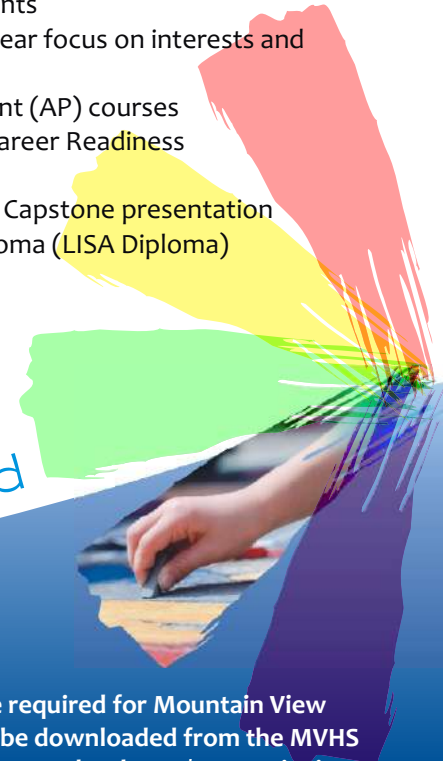 nts
ear focus on interests and
nt (AP) courses
areer Readiness
Capstone presentation
oma (LISA Diploma)
d
e required for Mountain View
be downloaded from the MVHS